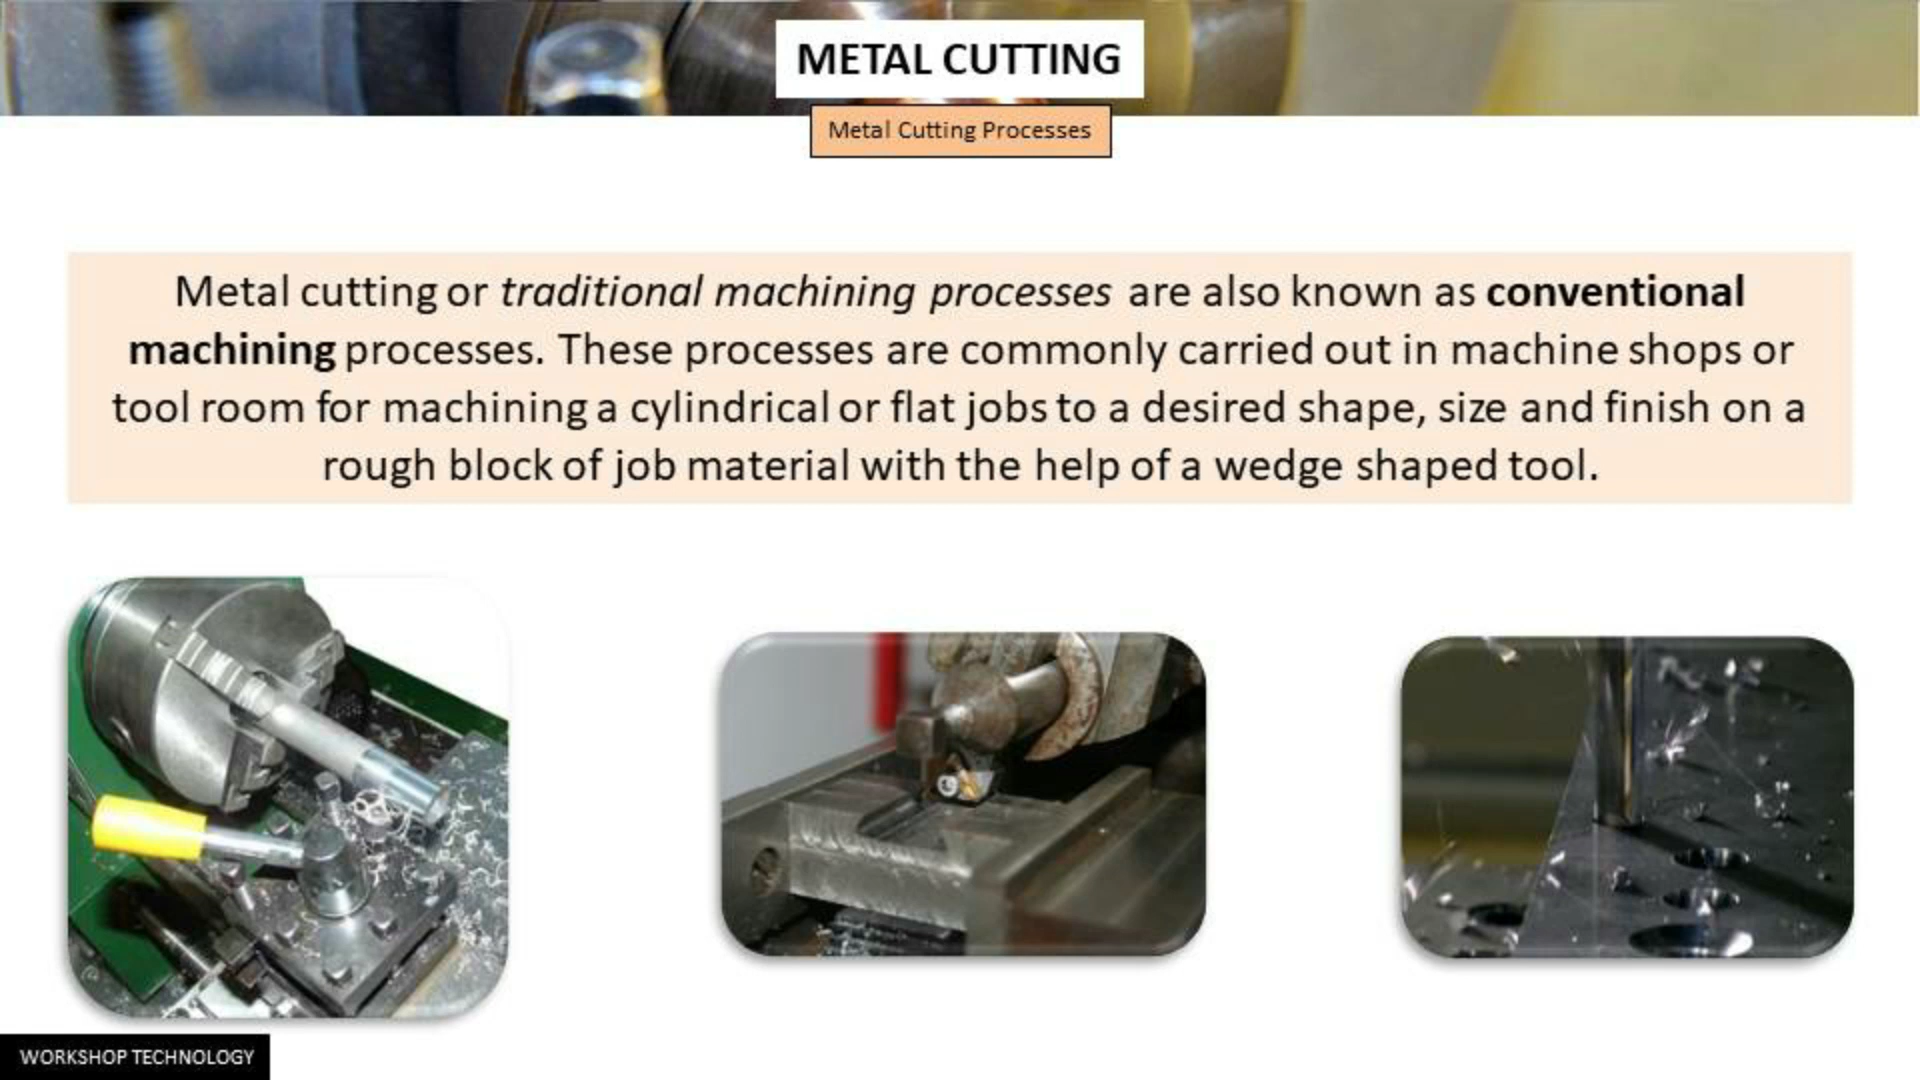 METAL CUTTING
Metal Cutting Processes
Metal cutting or traditional machining processes are also known as conventional
machining processes. These processes are commonly carried out in machine shops or
tool room for machining a cylindrical or flat jobs to a desired shape, size and finish on a
rough block of job material with the help of a wedge shaped tool.
WORKSHOP TECHNOLOGY